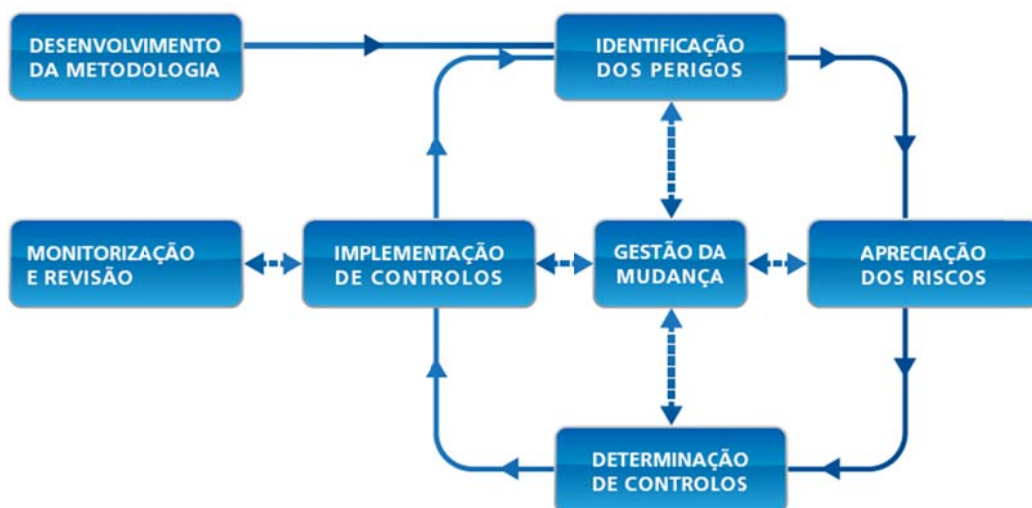 DESENVOLVIMENTO
DA METODOLOGIA
IDENTIFICAÇÃO
DOS PERIGOS
MONITORIZAÇÃO
E REVISÃO
IMPLEMENTAÇÃO
DE CONTROLOS
GESTÃO DA
MUDANÇA
APRECIAÇÃO
DOS RISCOS
DETERMINAÇÃO
DE CONTROLOS